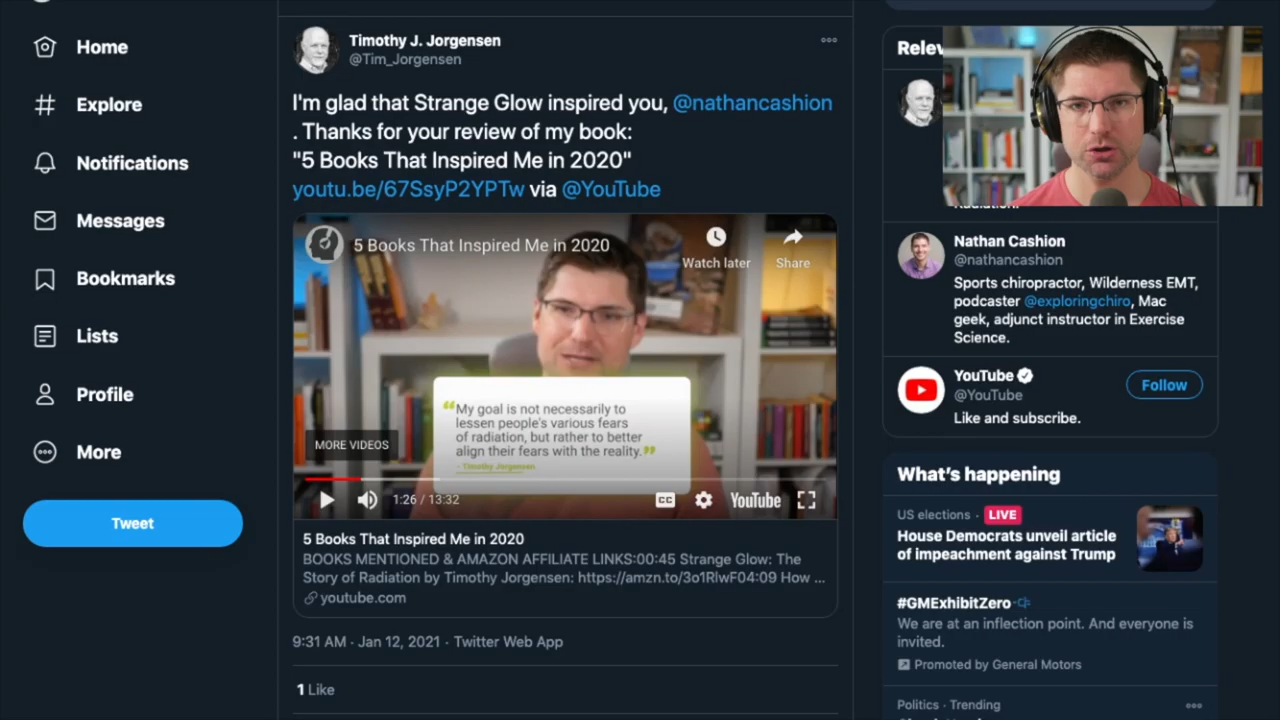 Home
Explore
Notifications
Messages
Bookmarks
Lists
Profile
More
Tweet
Timothy J. Jorgensen
@Tim_Jorgensen
I'm glad that Strange Glow inspired you, @nathancashion
. Thanks for your review of my book:
"5 Books That Inspired Me in 2020"
youtu.be/67SsyP2YPTw via @YouTube
5 Books That Inspired Me in 2020
Watch later
Share
“My goal is not necessarily to
lessen people's various fears
of radiation, but rather to better
align their fears with the reality.”
- Timothy Jorgensen
MORE VIDEOS
1:26 / 13:32
CC
YouTube
5 Books That Inspired Me in 2020
BOOKS MENTIONED & AMAZON AFFILIATE LINKS:00:45 Strange Glow: The
Story of Radiation by Timothy Jorgensen: https://amzn.to/3o1RlwF04:09 How ...
youtube.com
9:31 AM · Jan 12, 2021 · Twitter Web App
1 Like
Nathan Cashion
@nathancashion
Sports chiropractor, Wilderness EMT,
podcaster @exploringchiro, Mac
geek, adjunct instructor in Exercise
Science.
YouTube
@YouTube
Follow
Like and subscribe.
What's happening
US elections · LIVE
House Democrats unveil article
of impeachment against Trump
#GMExhibitZero
We are at an inflection point. And everyone is
invited.
Promoted by General Motors
Politics · Trending